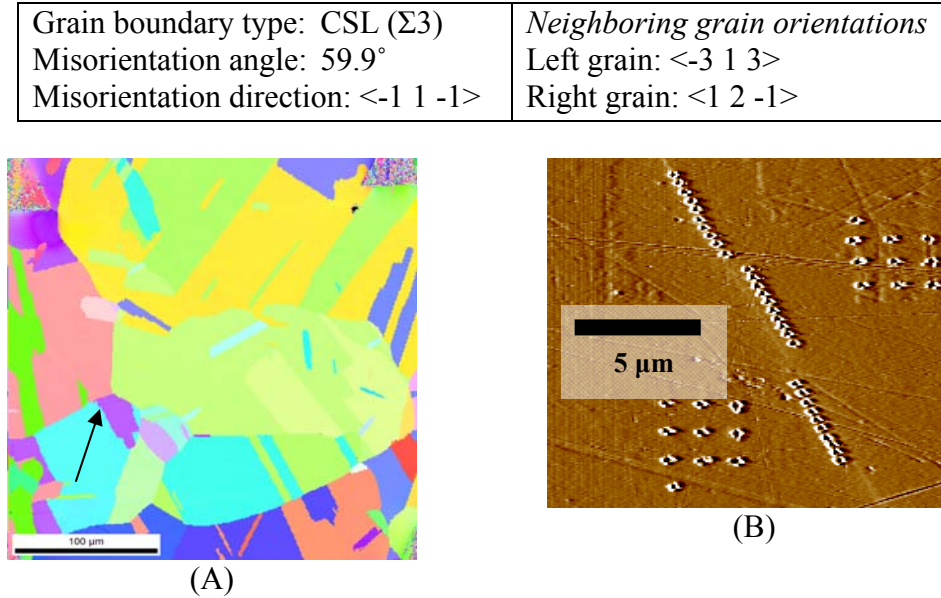 Grain boundary type: CSL (Σ3)
Misorientation angle: 59.9˚
Misorientation direction: <-1 1 -1>
Neighboring grain orientations
Left grain: <-3 1 3>
Right grain: <1 2 -1>
100 µm
5 µm
(A)
(B)